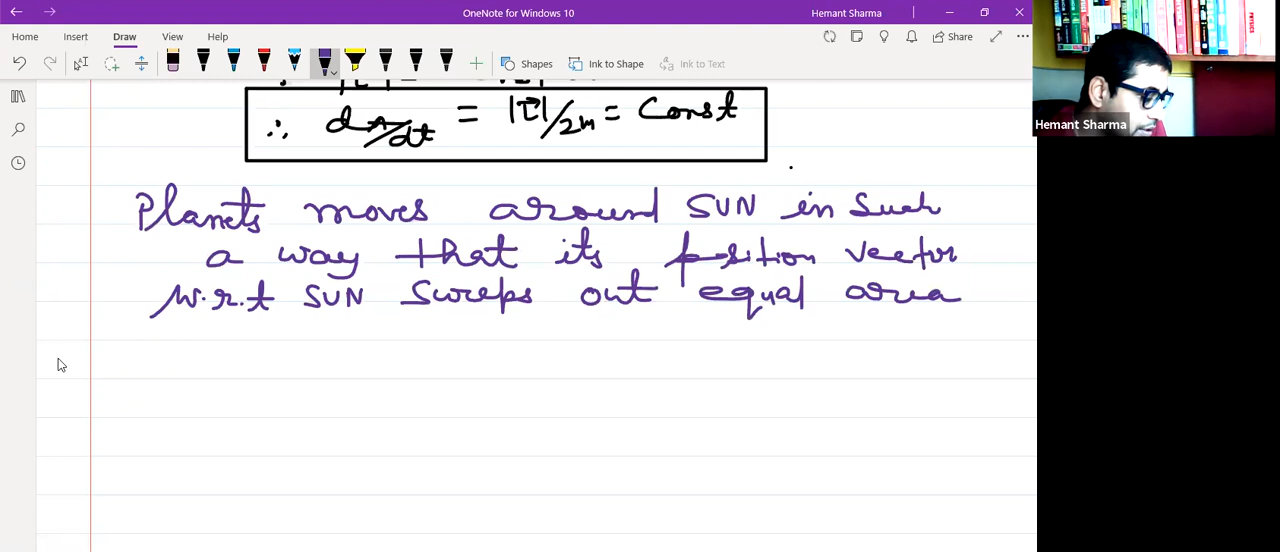 OneNote for Windows 10
Hemant Sharma
Home Insert Draw View Help
Share
Shapes Ink to Shape Ink to Text
∴ dA/dt = |L⃗|/2m = Const
Planets moves around SUN in Such
a way that its position vector
w.r.t SUN Sweeps out equal area
Hemant Sharma